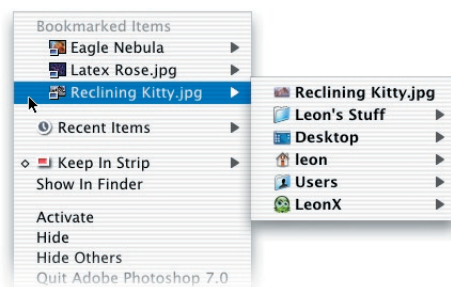 Bookmarked Items
Eagle Nebula
Latex Rose.jpg
Reclining Kitty.jpg
Recent Items
Keep In Strip
Show In Finder
Activate
Hide
Hide Others
Quit Adobe Photoshop 7.0
Reclining Kitty.jpg
Leon's Stuff
Desktop
leon
Users
LeonX